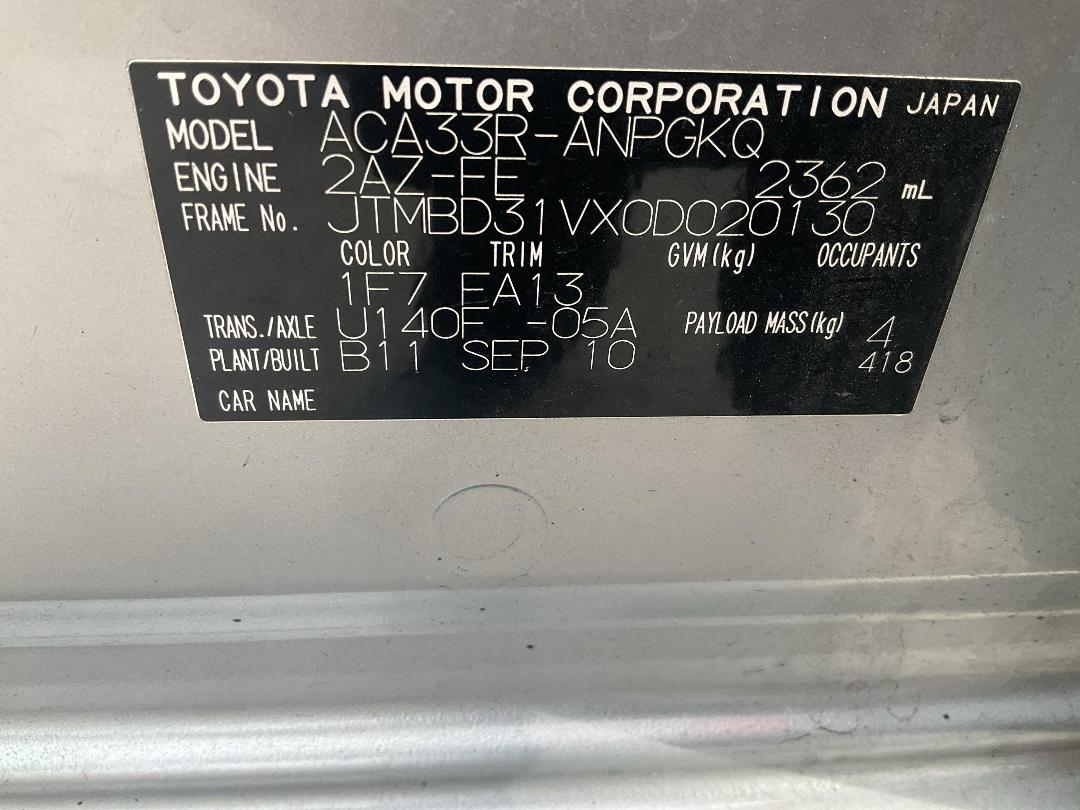 TOYOTA MOTOR CORPORATION JAPAN
MODEL ACA33R-ANPGKQ
ENGINE 2AZ-FE 2362 mL
FRAME No. JTMBD31VX0D020130
COLOR TRIM GVM(kg) OCCUPANTS
1F7 EA13
TRANS./AXLE U140F -05A PAYLOAD MASS(kg) 4
PLANT/BUILT B11 SEP 10 418
CAR NAME